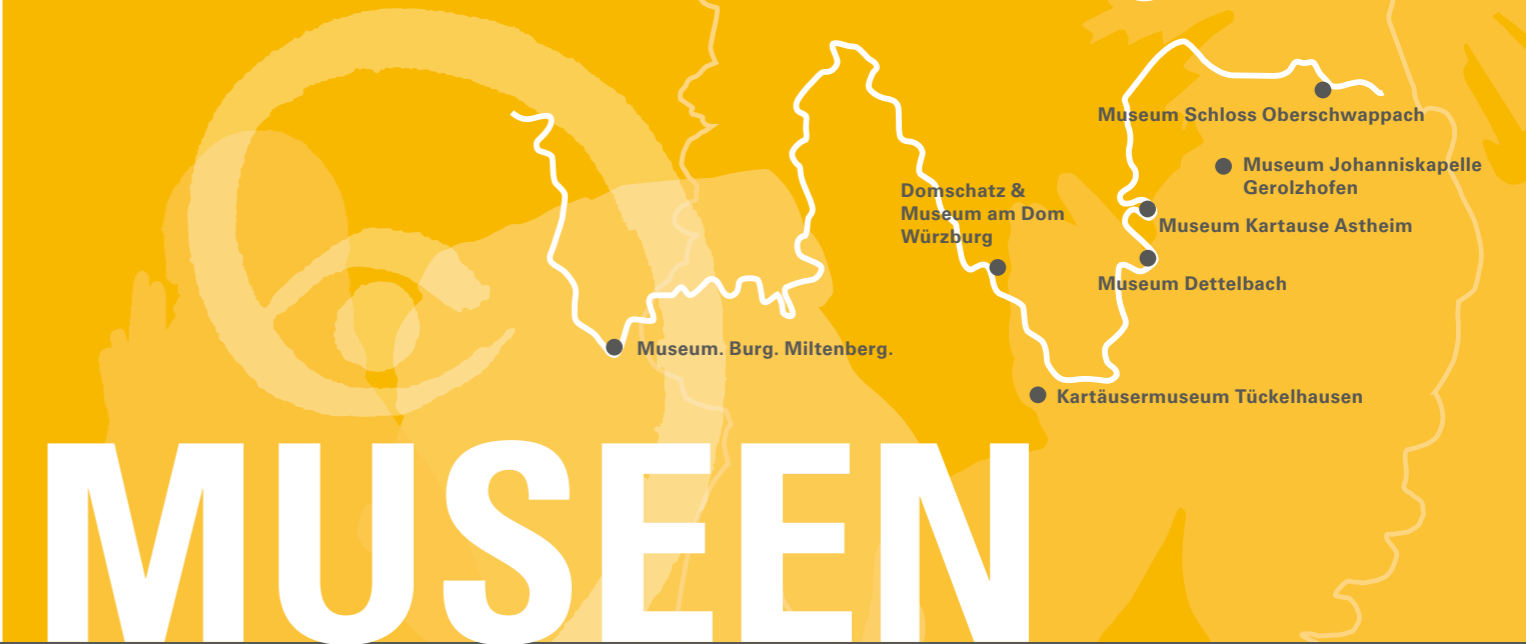 Museum Schloss Oberschwappach
Museum Johanniskapelle
Gerolzhofen
Domschatz &
Museum am Dom
Würzburg
Museum Kartause Astheim
Museum Dettelbach
Museum. Burg. Miltenberg.
Kartäusermuseum Tückelhausen
MUSEEN